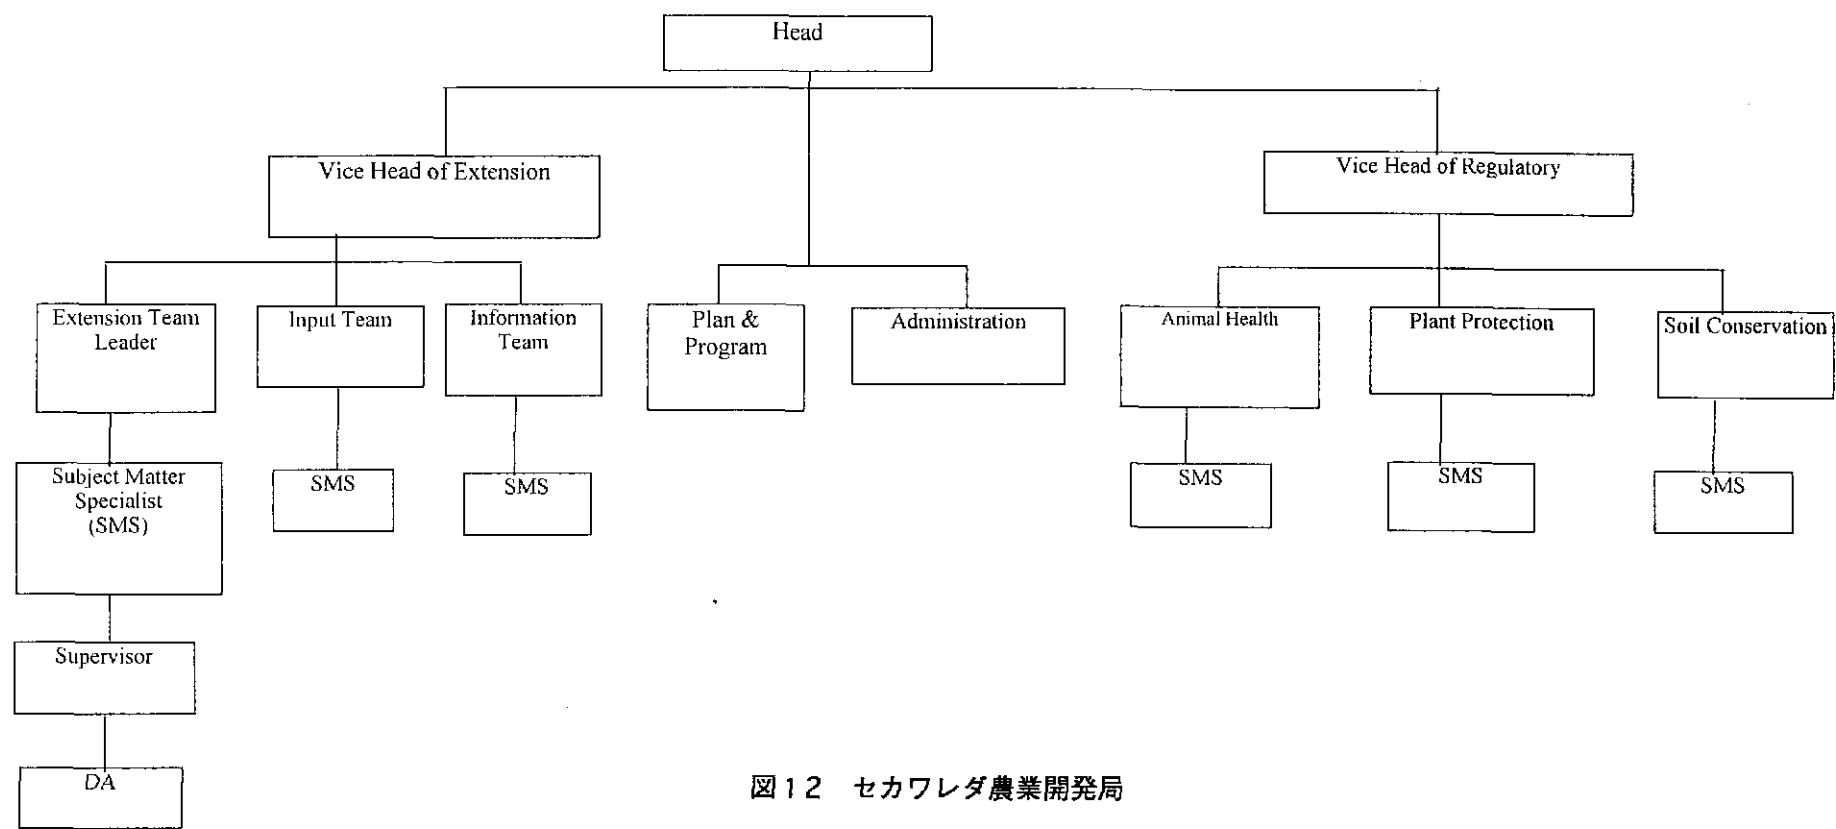 Head
Vice Head of Extension
Vice Head of Regulatory
Extension Team
Leader
Input Team
Information
Team
Plan &
Program
Administration
Animal Health
Plant Protection
Soil Conservation
Subject Matter
Specialist
(SMS)
SMS
SMS
SMS
SMS
SMS
Supervisor
DA
図12 セカワレダ農業開発局